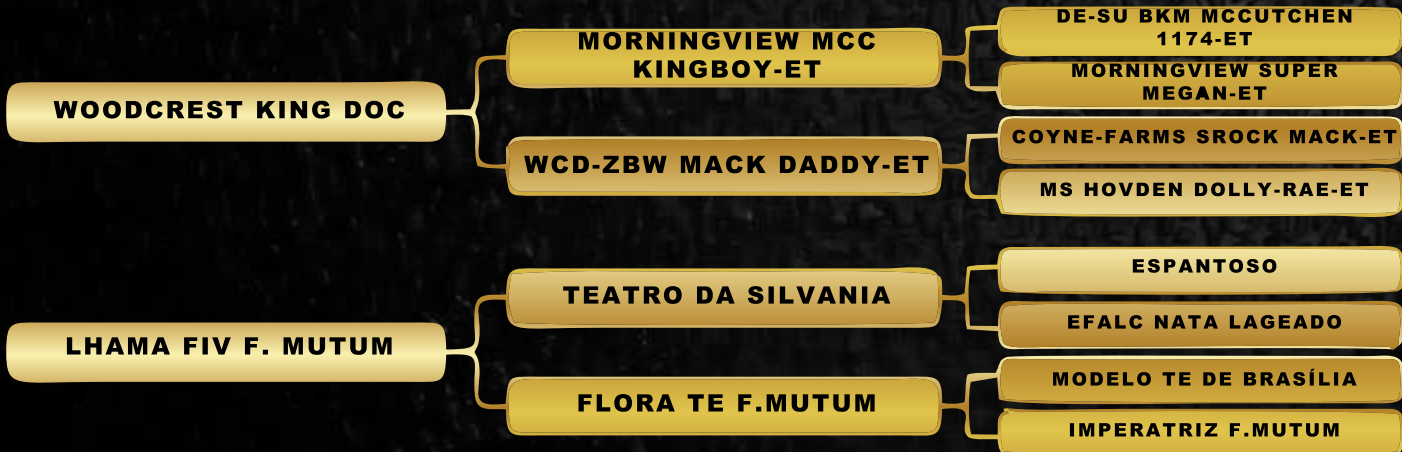 WOODCREST KING DOC
MORNINGVIEW MCC
KINGBOY-ET
DE-SU BKM MCCUTCHEN
1174-ET
MORNINGVIEW SUPER
MEGAN-ET
WCD-ZBW MACK DADDY-ET
COYNE-FARMS SROCK MACK-ET
MS HOVDEN DOLLY-RAE-ET
LHAMA FIV F. MUTUM
TEATRO DA SILVANIA
ESPANTOSO
EFALC NATA LAGEADO
FLORA TE F.MUTUM
MODELO TE DE BRASÍLIA
IMPERATRIZ F.MUTUM